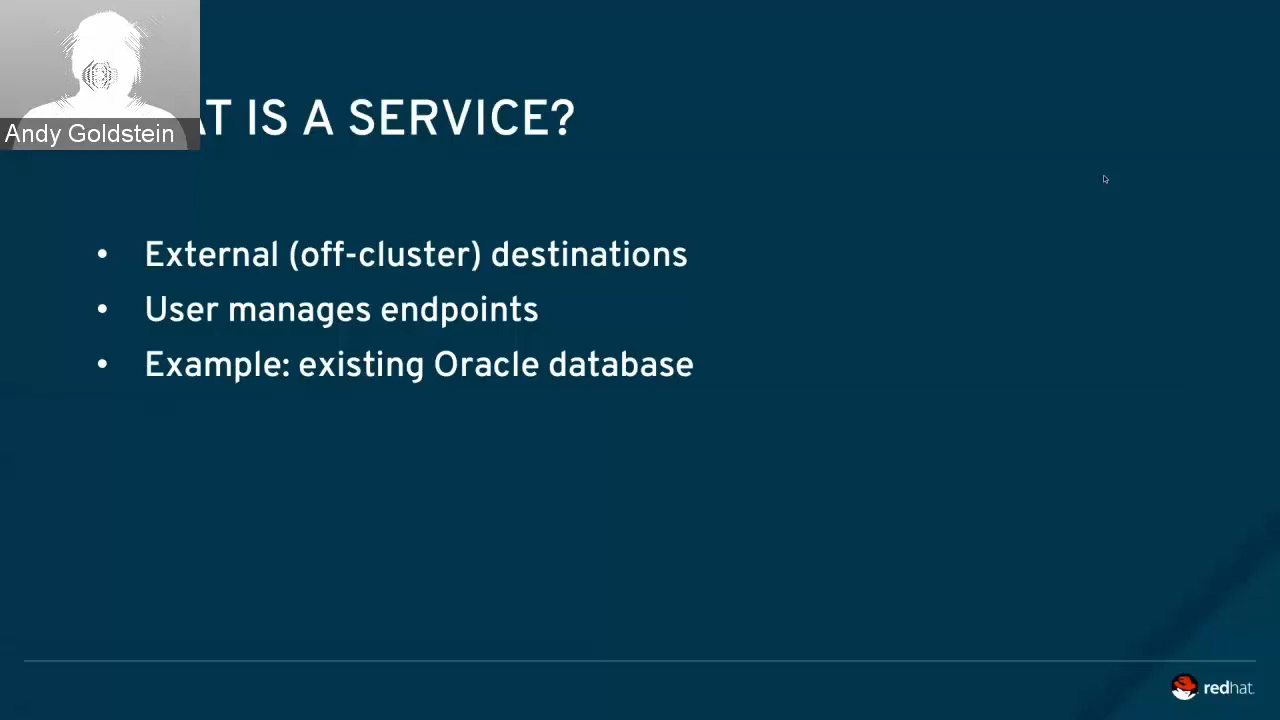 AT IS A SERVICE?
Andy Goldstein
• External (off-cluster) destinations
• User manages endpoints
• Example: existing Oracle database
redhat.